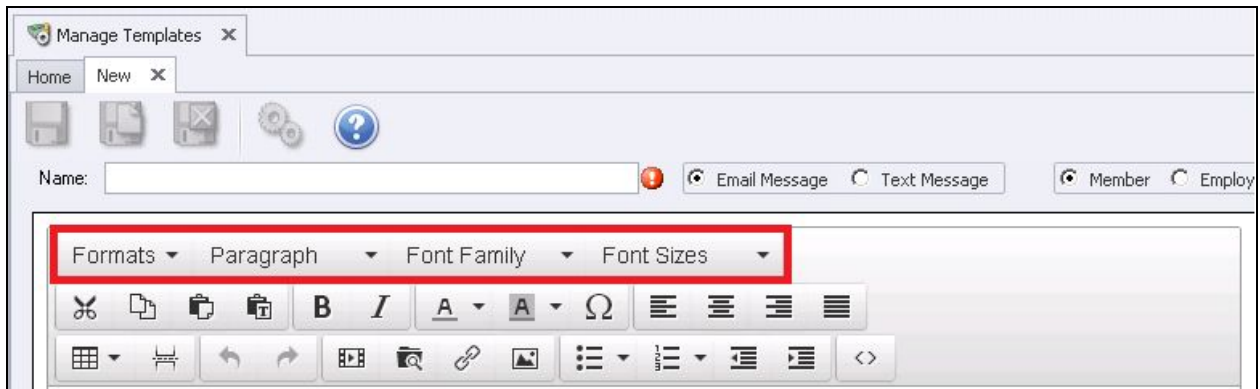 Manage Templates
Home New
Name: Email Message Text Message Member Employ
Formats Paragraph Font Family Font Sizes
B I A A Ω